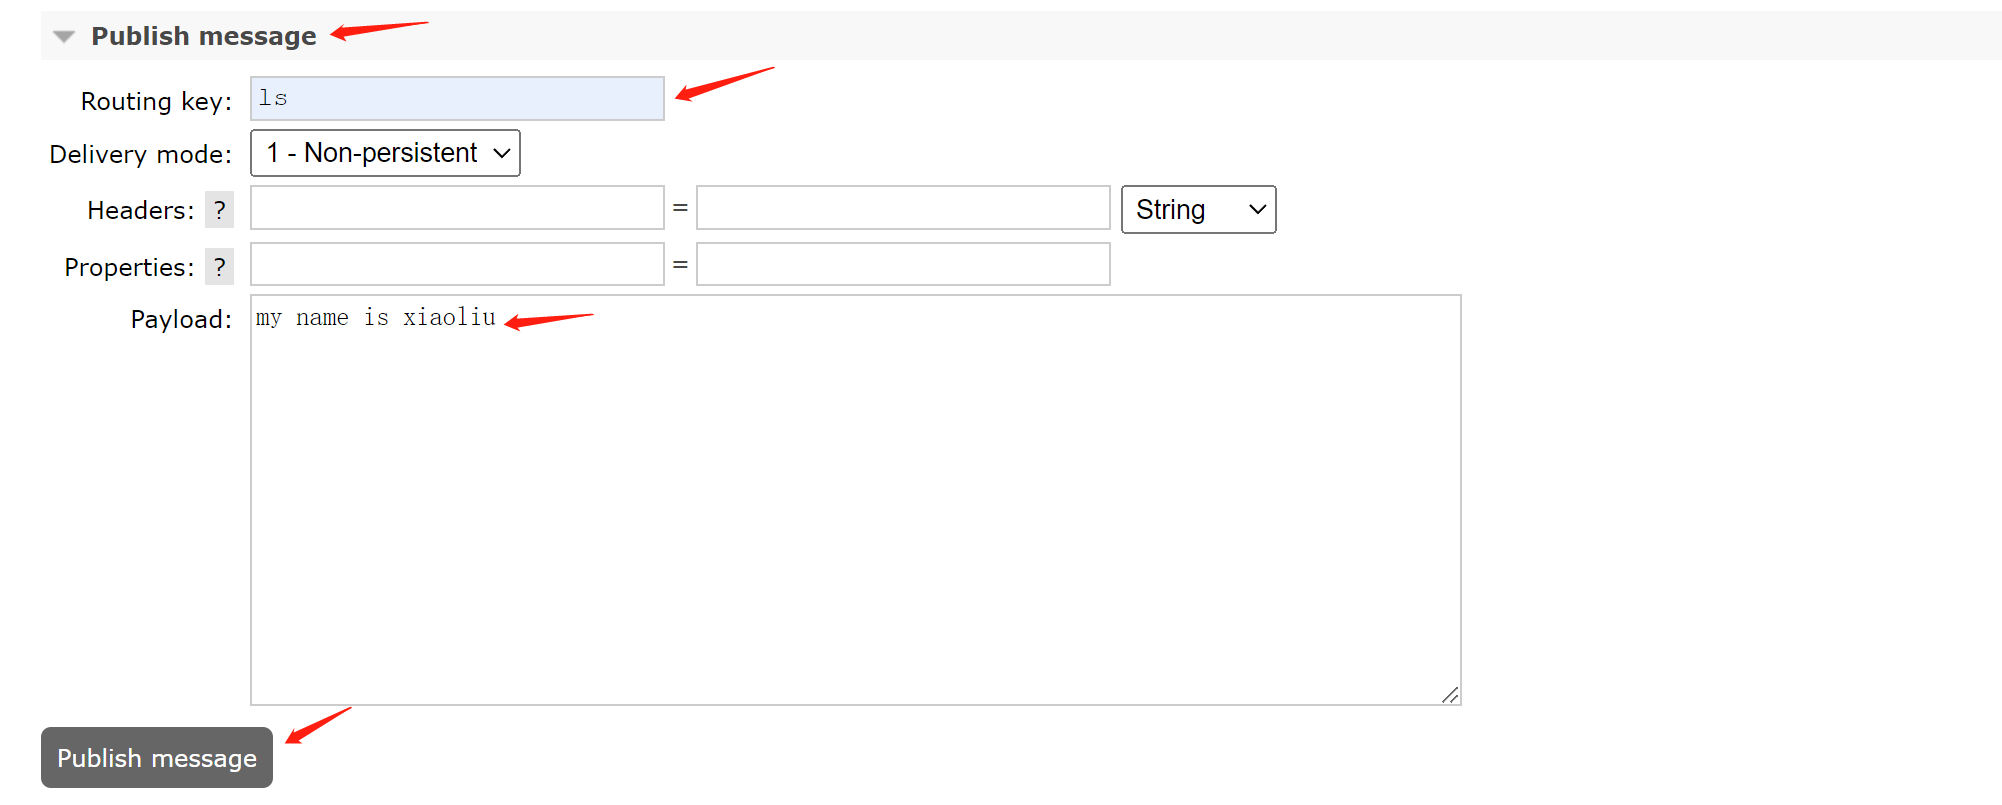 Publish message
Routing key: ls
Delivery mode: 1 - Non-persistent
Headers: ? = String
Properties: ? =
Payload: my name is xiaoliu
Publish message